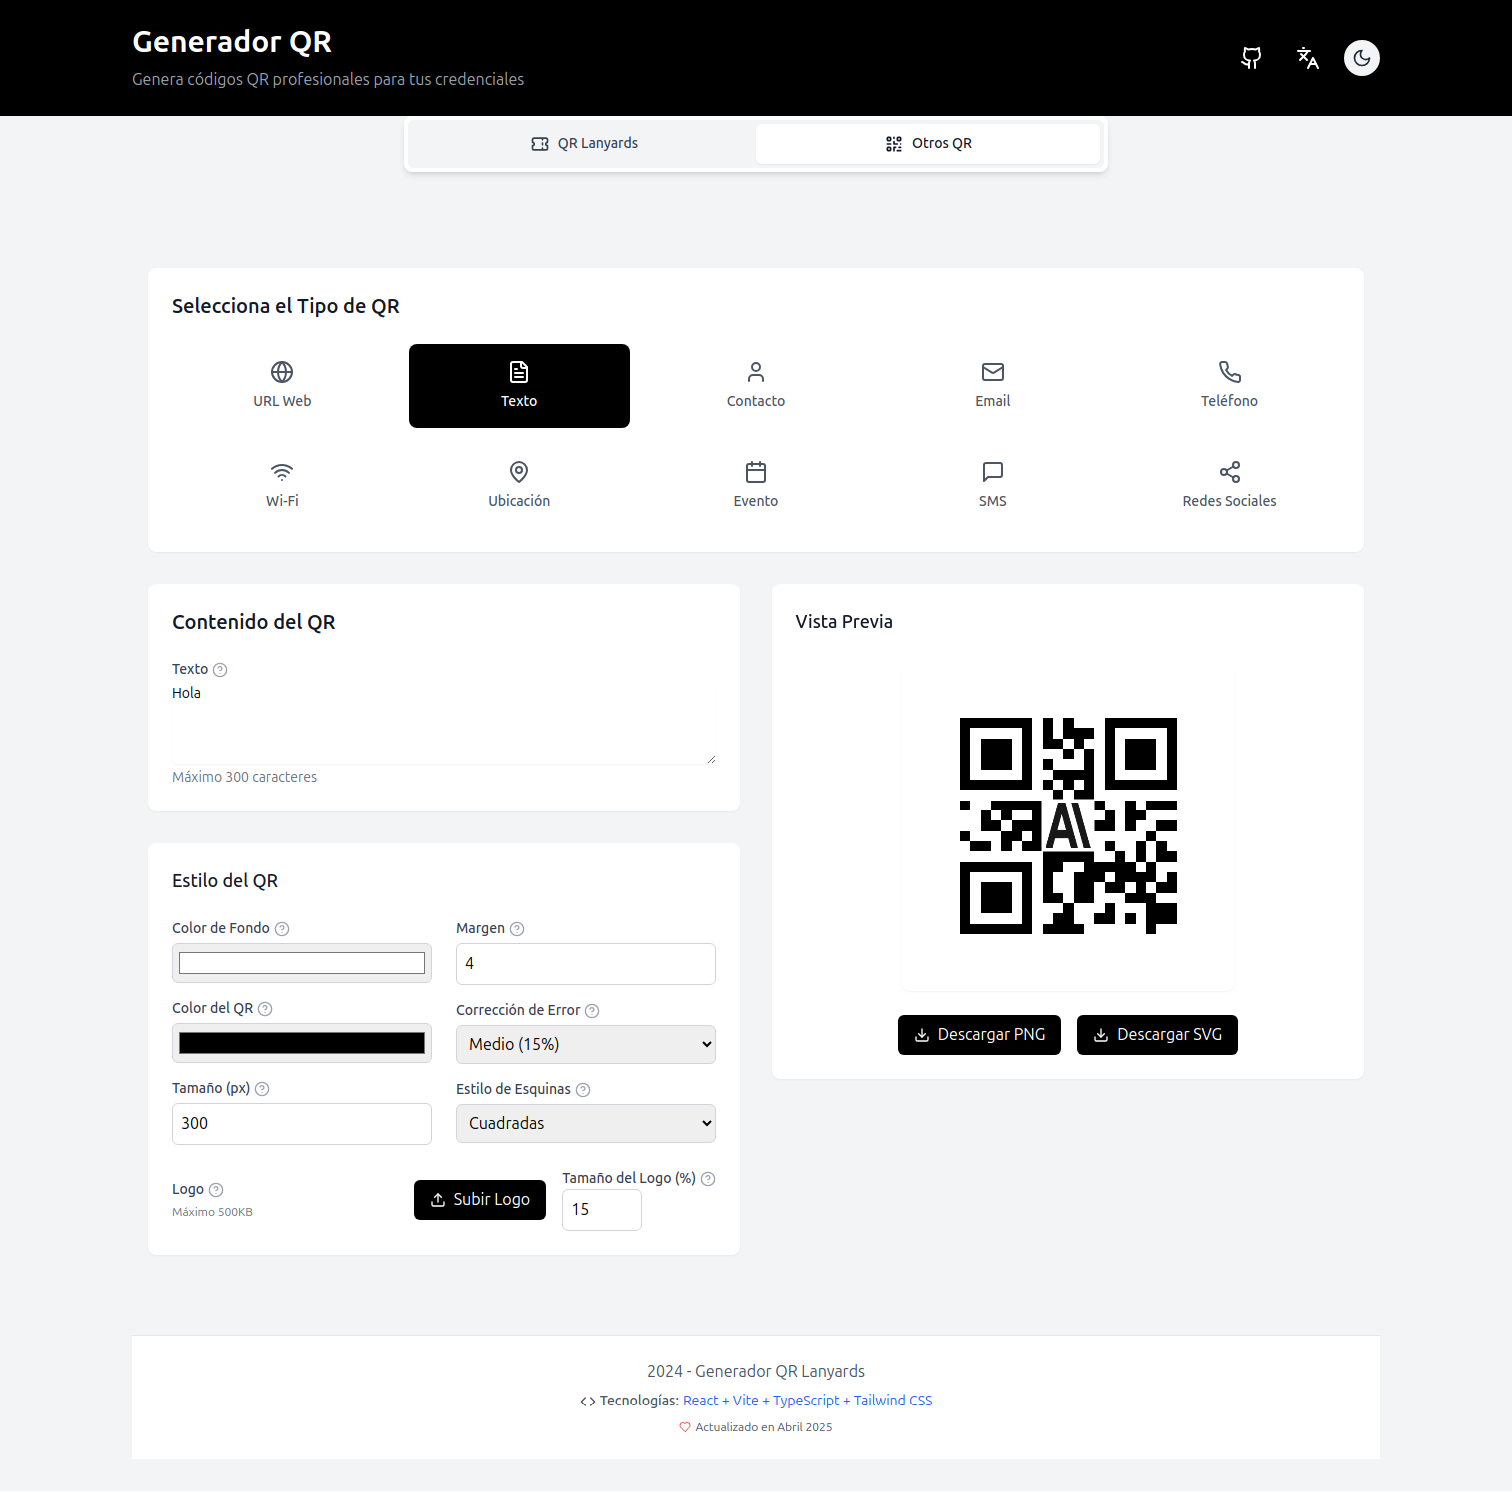 Generador QR
Genera códigos QR profesionales para tus credenciales
QR Lanyards
Otros QR
Selecciona el Tipo de QR
URL Web
Texto
Contacto
Email
Teléfono
Wi-Fi
Ubicación
Evento
SMS
Redes Sociales
Contenido del QR
Texto
Hola
Máximo 300 caracteres
Vista Previa
A\
Descargar PNG
Descargar SVG
Estilo del QR
Color de Fondo
Margen
4
Color del QR
Corrección de Error
Medio (15%)
Tamaño (px)
300
Estilo de Esquinas
Cuadradas
Logo
Máximo 500KB
Subir Logo
Tamaño del Logo (%)
15
2024 - Generador QR Lanyards
<> Tecnologías: React + Vite + TypeScript + Tailwind CSS
Actualizado en Abril 2025